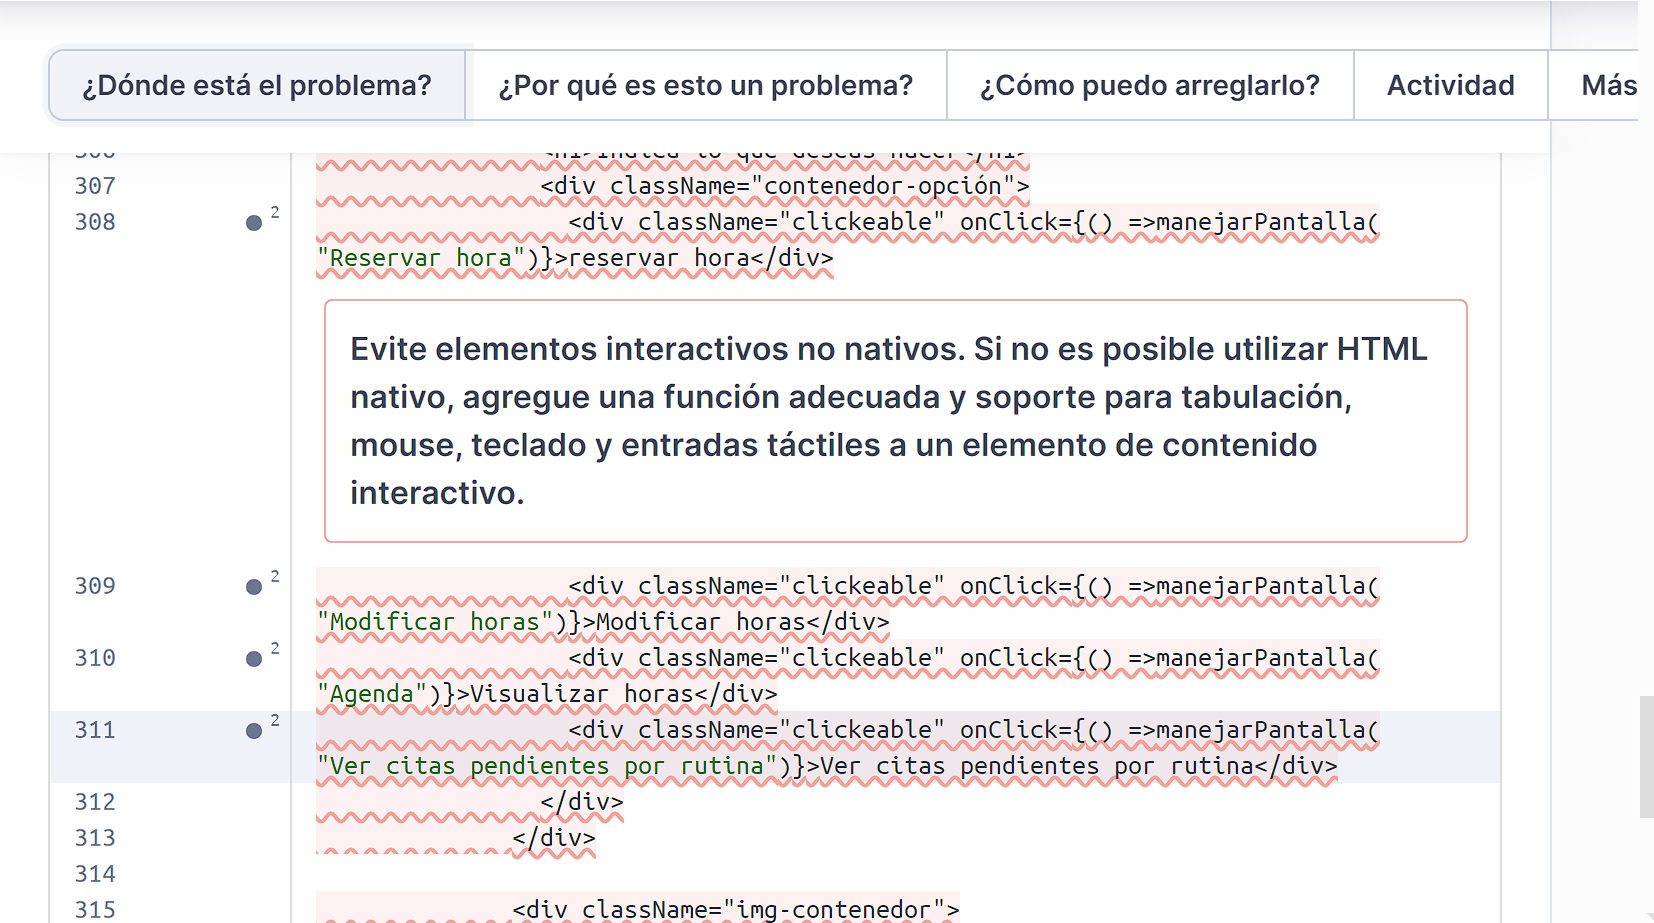 ¿Dónde está el problema?
¿Por qué es esto un problema?
¿Cómo puedo arreglarlo?
Actividad
Más
307 <div className="contenedor-opción">
308 2 <div className="clickeable" onClick={() =>manejarPantalla(
"Reservar hora")}>reservar hora</div>
Evite elementos interactivos no nativos. Si no es posible utilizar HTML
nativo, agregue una función adecuada y soporte para tabulación,
mouse, teclado y entradas táctiles a un elemento de contenido
interactivo.
309 2 <div className="clickeable" onClick={() =>manejarPantalla(
"Modificar horas")}>Modificar horas</div>
310 2 <div className="clickeable" onClick={() =>manejarPantalla(
"Agenda")}>Visualizar horas</div>
311 2 <div className="clickeable" onClick={() =>manejarPantalla(
"Ver citas pendientes por rutina")}>Ver citas pendientes por rutina</div>
312 </div>
313 </div>
314
315 <div className="img-contenedor">